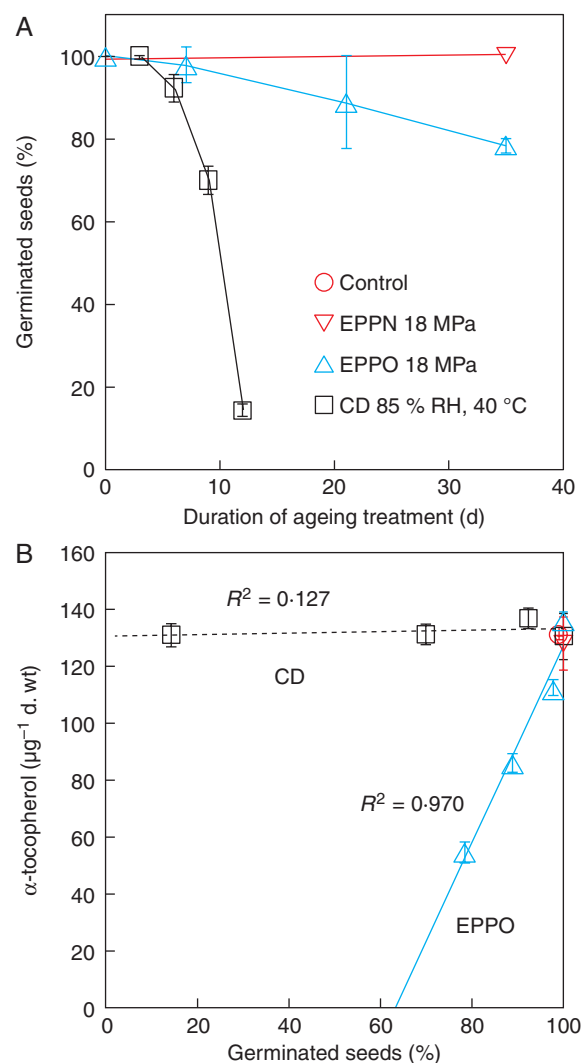 A
100
80
60
40
20
0
Germinated seeds (%)
Control
EPPN 18 MPa
EPPO 18 MPa
CD 85 % RH, 40 °C
0 10 20 30 40
Duration of ageing treatment (d)
B
160
140
120
100
80
60
40
20
0
α-tocopherol (µg⁻¹ d. wt)
R² = 0·127
CD
R² = 0·970
EPPO
0 20 40 60 80 100
Germinated seeds (%)